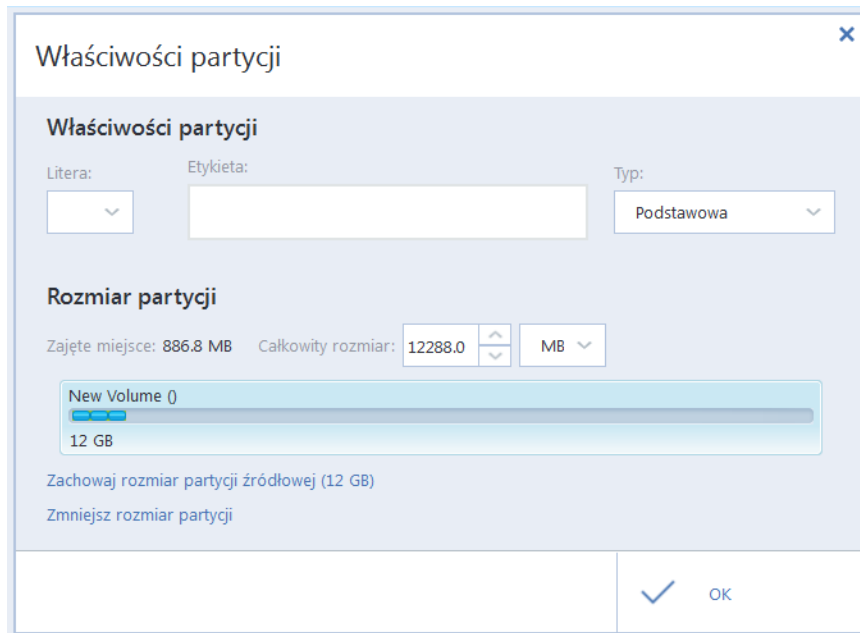 Właściwości partycji
Właściwości partycji
Litera: Etykieta: Typ:
Podstawowa
Rozmiar partycji
Zajęte miejsce: 886.8 MB Całkowity rozmiar: 12288.0 MB
New Volume ()
12 GB
Zachowaj rozmiar partycji źródłowej (12 GB)
Zmniejsz rozmiar partycji
OK